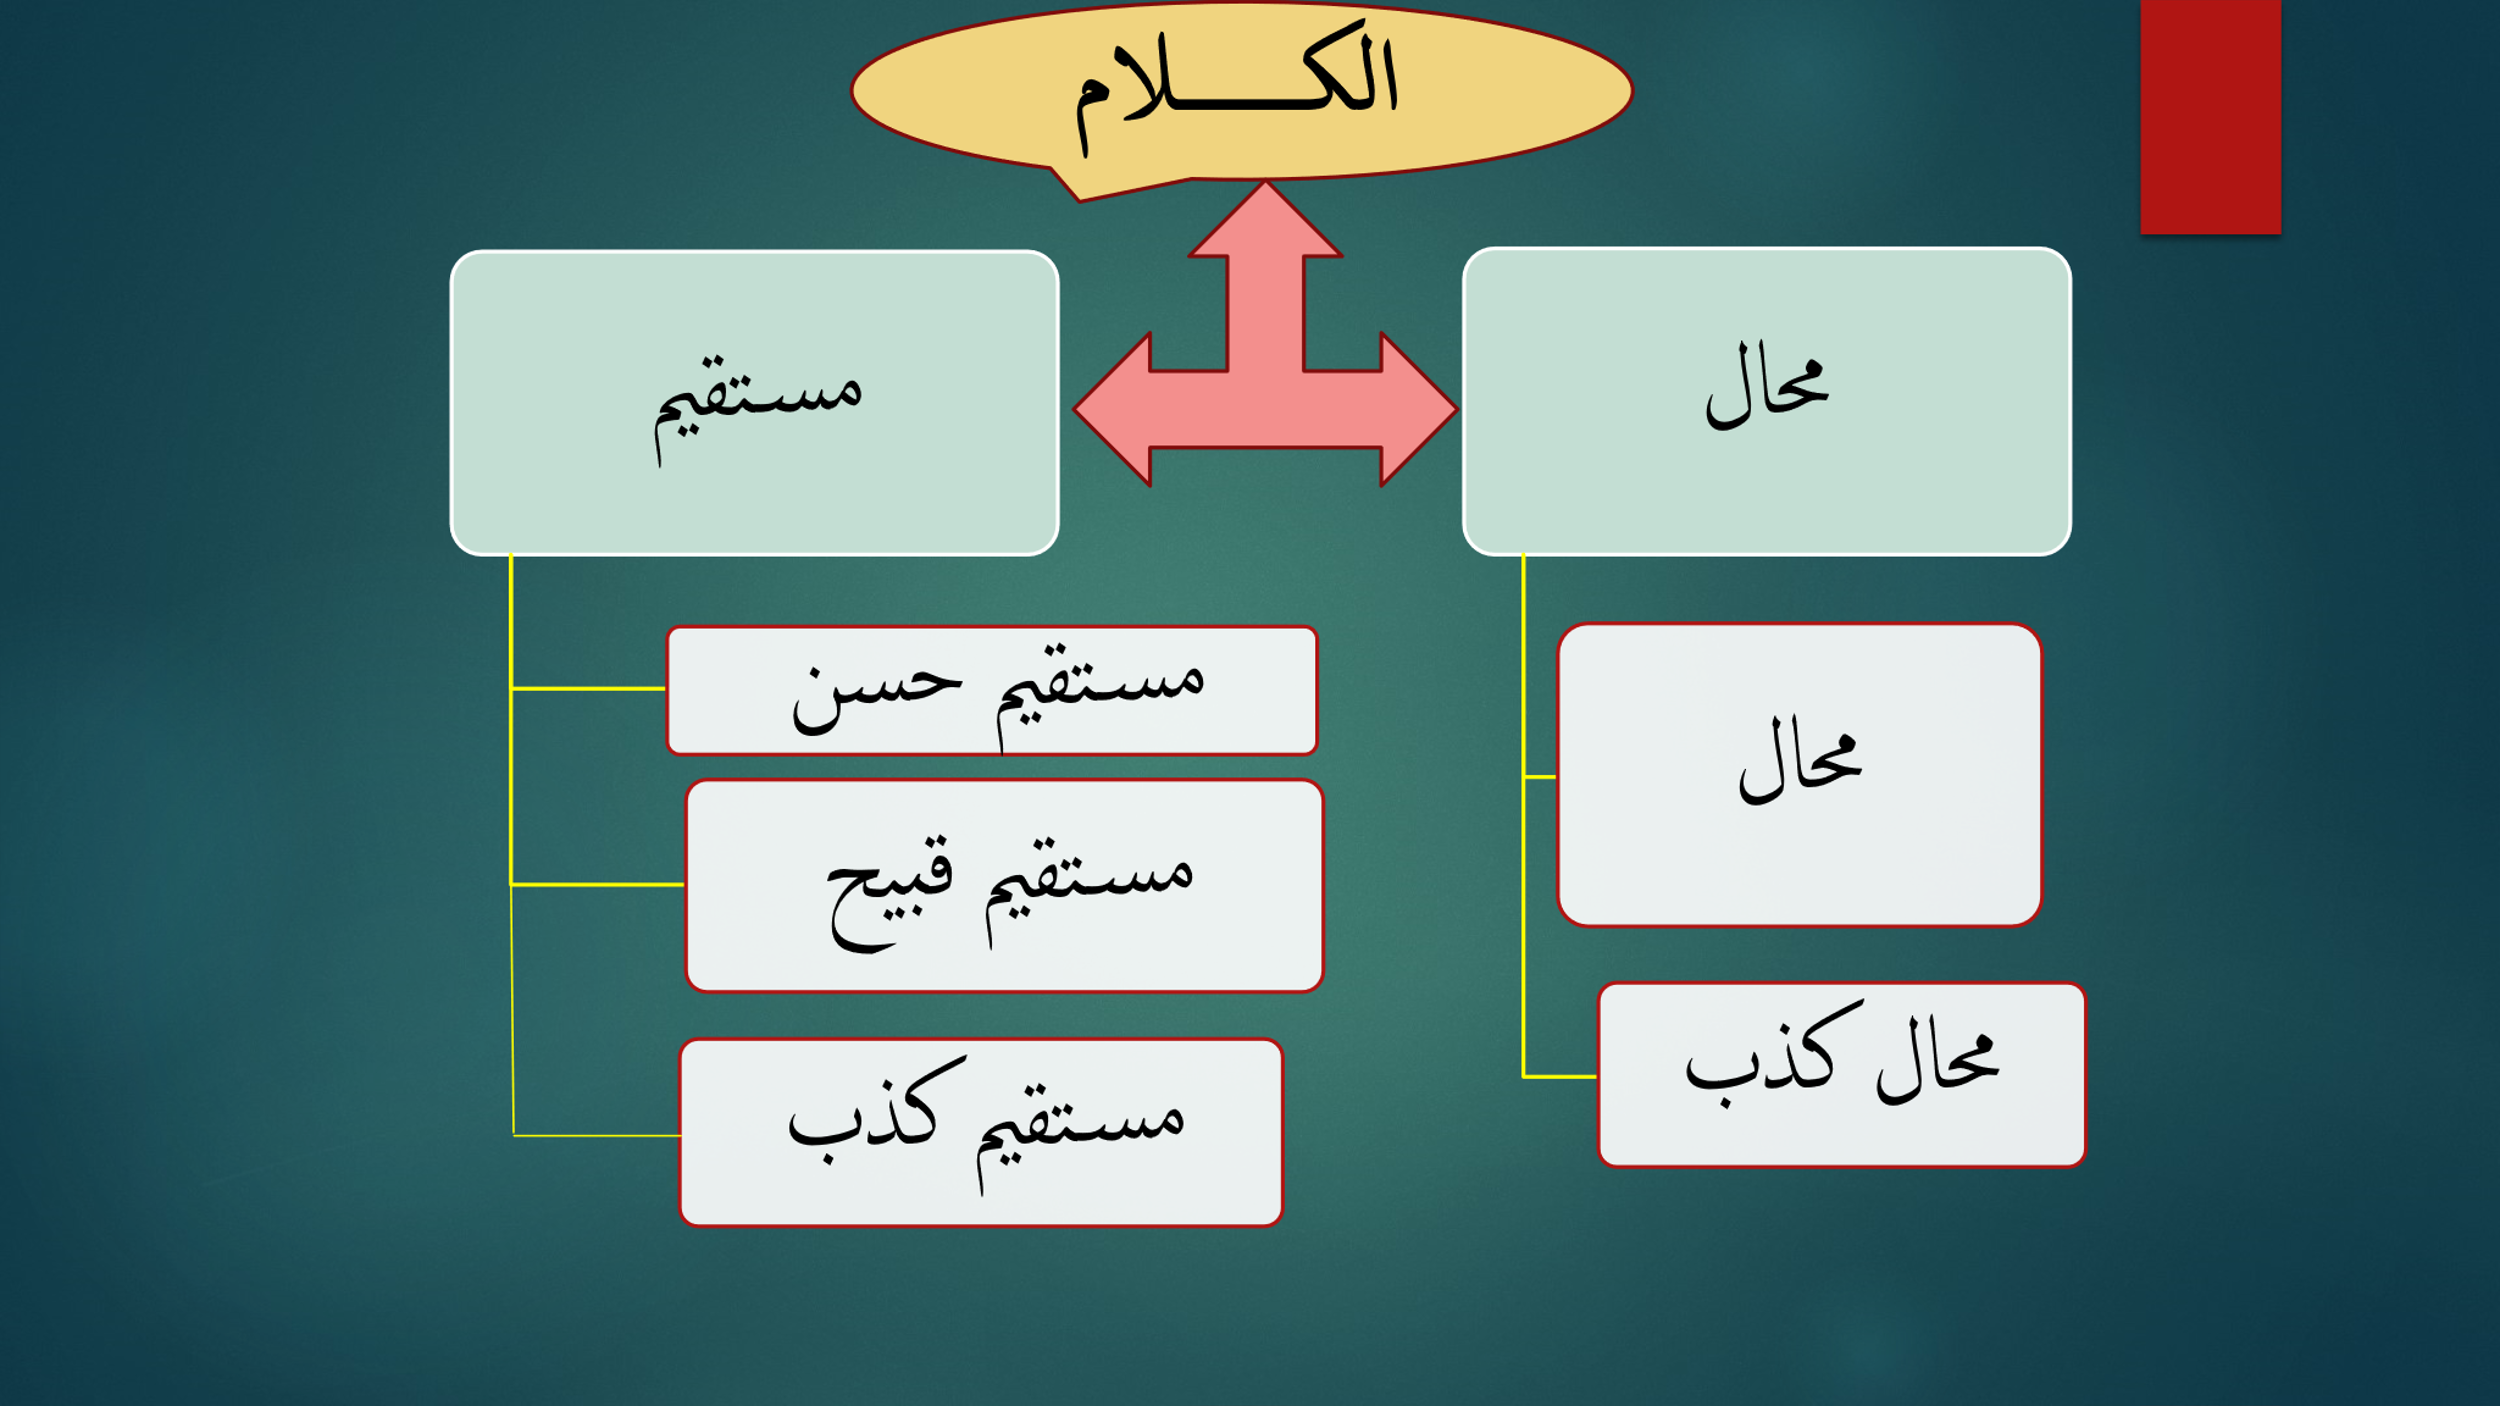 الكـــــلام
محال
مستقيم
محال
محال كذب
مستقيم حسن
مستقيم قبيح
مستقيم كذب